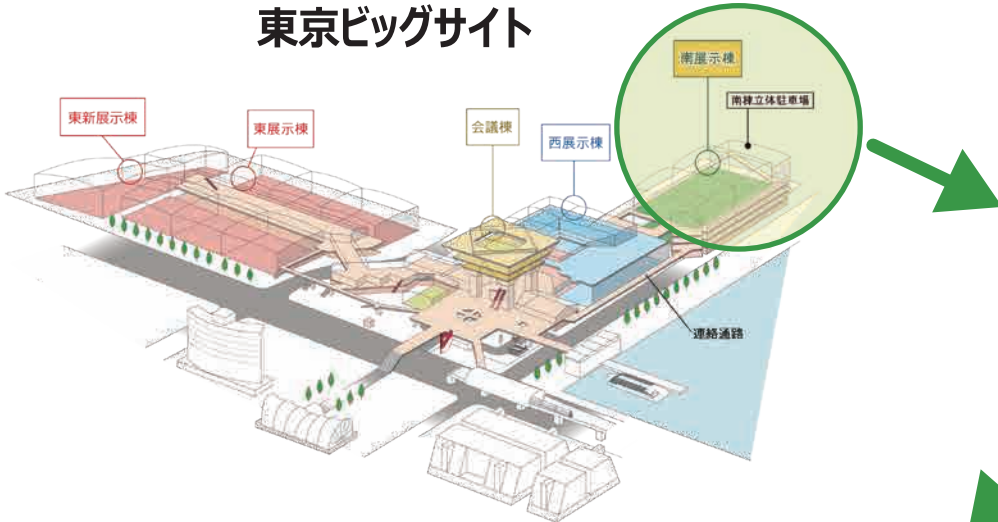 東京ビッグサイト
南展示棟
南棟立体駐車場
東新展示棟
東展示棟
会議棟
西展示棟
連絡通路